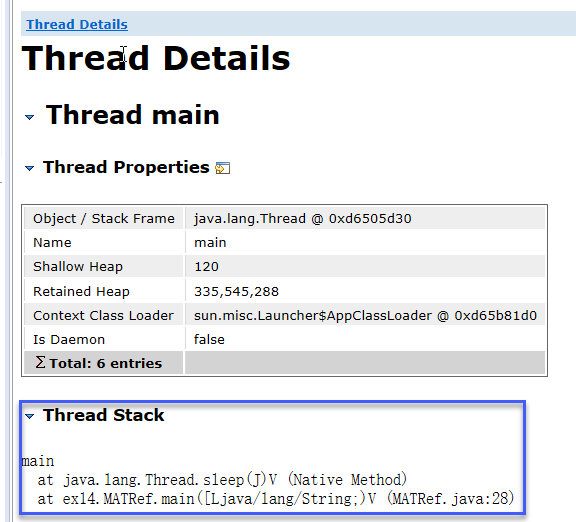 Thread Details
Thread Details
Thread main
Thread Properties
Object / Stack Frame java.lang.Thread @ 0xd6505d30
Name main
Shallow Heap 120
Retained Heap 335,545,288
Context Class Loader sun.misc.Launcher$AppClassLoader @ 0xd65b81d0
Is Daemon false
Σ Total: 6 entries
Thread Stack
main
at java.lang.Thread.sleep(J)V (Native Method)
at ex14.MATRef.main([Ljava/lang/String;)V (MATRef.java:28)